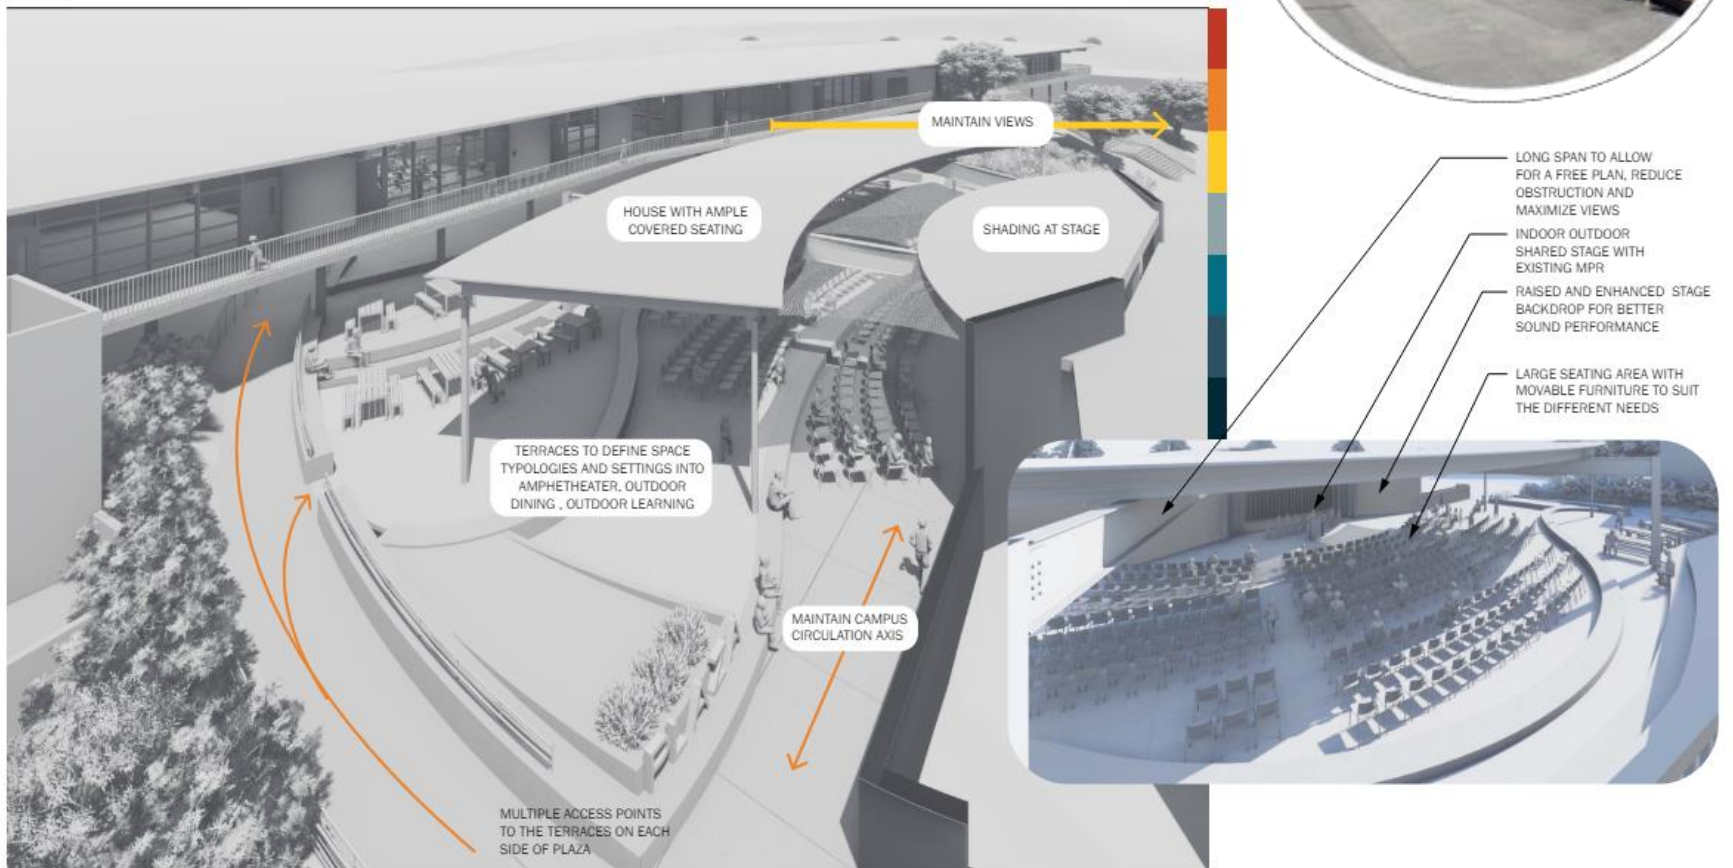 MAINTAIN VIEWS
HOUSE WITH AMPLE
COVERED SEATING
SHADING AT STAGE
TERRACES TO DEFINE SPACE
TYPOLOGIES AND SETTINGS INTO
AMPHETHEATER, OUTDOOR
DINING , OUTDOOR LEARNING
MAINTAIN CAMPUS
CIRCULATION AXIS
MULTIPLE ACCESS POINTS
TO THE TERRACES ON EACH
SIDE OF PLAZA
LONG SPAN TO ALLOW
FOR A FREE PLAN, REDUCE
OBSTRUCTION AND
MAXIMIZE VIEWS
INDOOR OUTDOOR
SHARED STAGE WITH
EXISTING MPR
RAISED AND ENHANCED STAGE
BACKDROP FOR BETTER
SOUND PERFORMANCE
LARGE SEATING AREA WITH
MOVABLE FURNITURE TO SUIT
THE DIFFERENT NEEDS